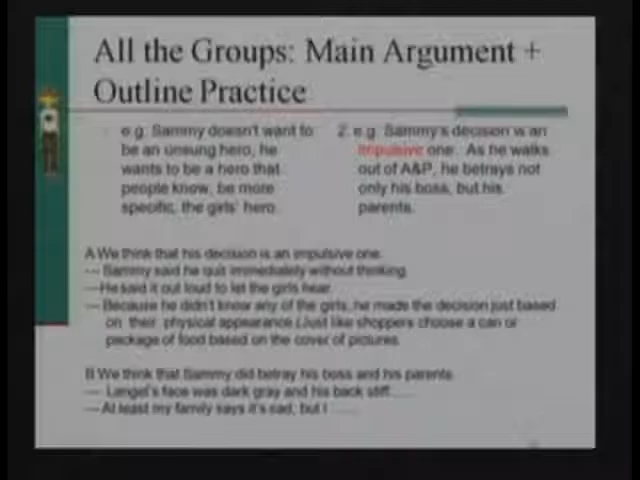 All the Groups: Main Argument +
Outline Practice
e.g. Sammy doesn't want to
be an unsung hero, he
wants to be a hero that
people know, be more
specific, the girls' hero.
2. e.g. Sammy's decision is an
impulsive one. As he walks
out of A&P, he betrays not
only his boss, but his
parents.
A We think that his decision is an impulsive one.
--- Sammy said he quit immediately without thinking.
---He said it out loud to let the girls hear.
--- Because he didn't know any of the girls, he made the decision just based
on their physical appearance (Just like shoppers choose a can or
package of food based on the cover of pictures.
B We think that Sammy did betray his boss and his parents.
--- Lengel's face was dark gray and his back stiff.....
--- At least my family says it's sad, but I ......